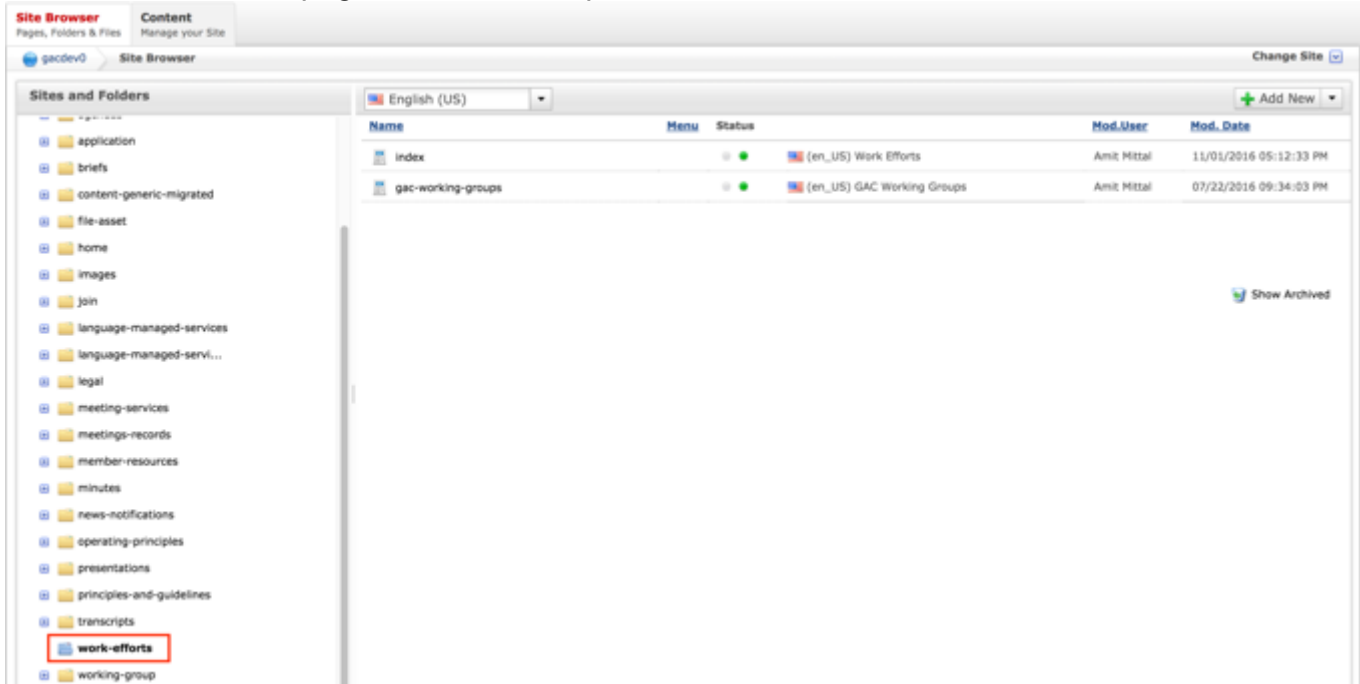 Site Browser
Pages, Folders & Files
Content
Manage your Site
gacdev0
Site Browser
Change Site
Sites and Folders
application
briefs
content-generic-migrated
file-asset
home
images
join
language-managed-services
language-managed-servi...
legal
meeting-services
meetings-records
member-resources
minutes
news-notifications
operating-principles
presentations
principles-and-guidelines
transcripts
work-efforts
working-group
English (US)
Add New
Name Menu Status Mod.User Mod. Date
index (en_US) Work Efforts Amit Mittal 11/01/2016 05:12:33 PM
gac-working-groups (en_US) GAC Working Groups Amit Mittal 07/22/2016 09:34:03 PM
Show Archived